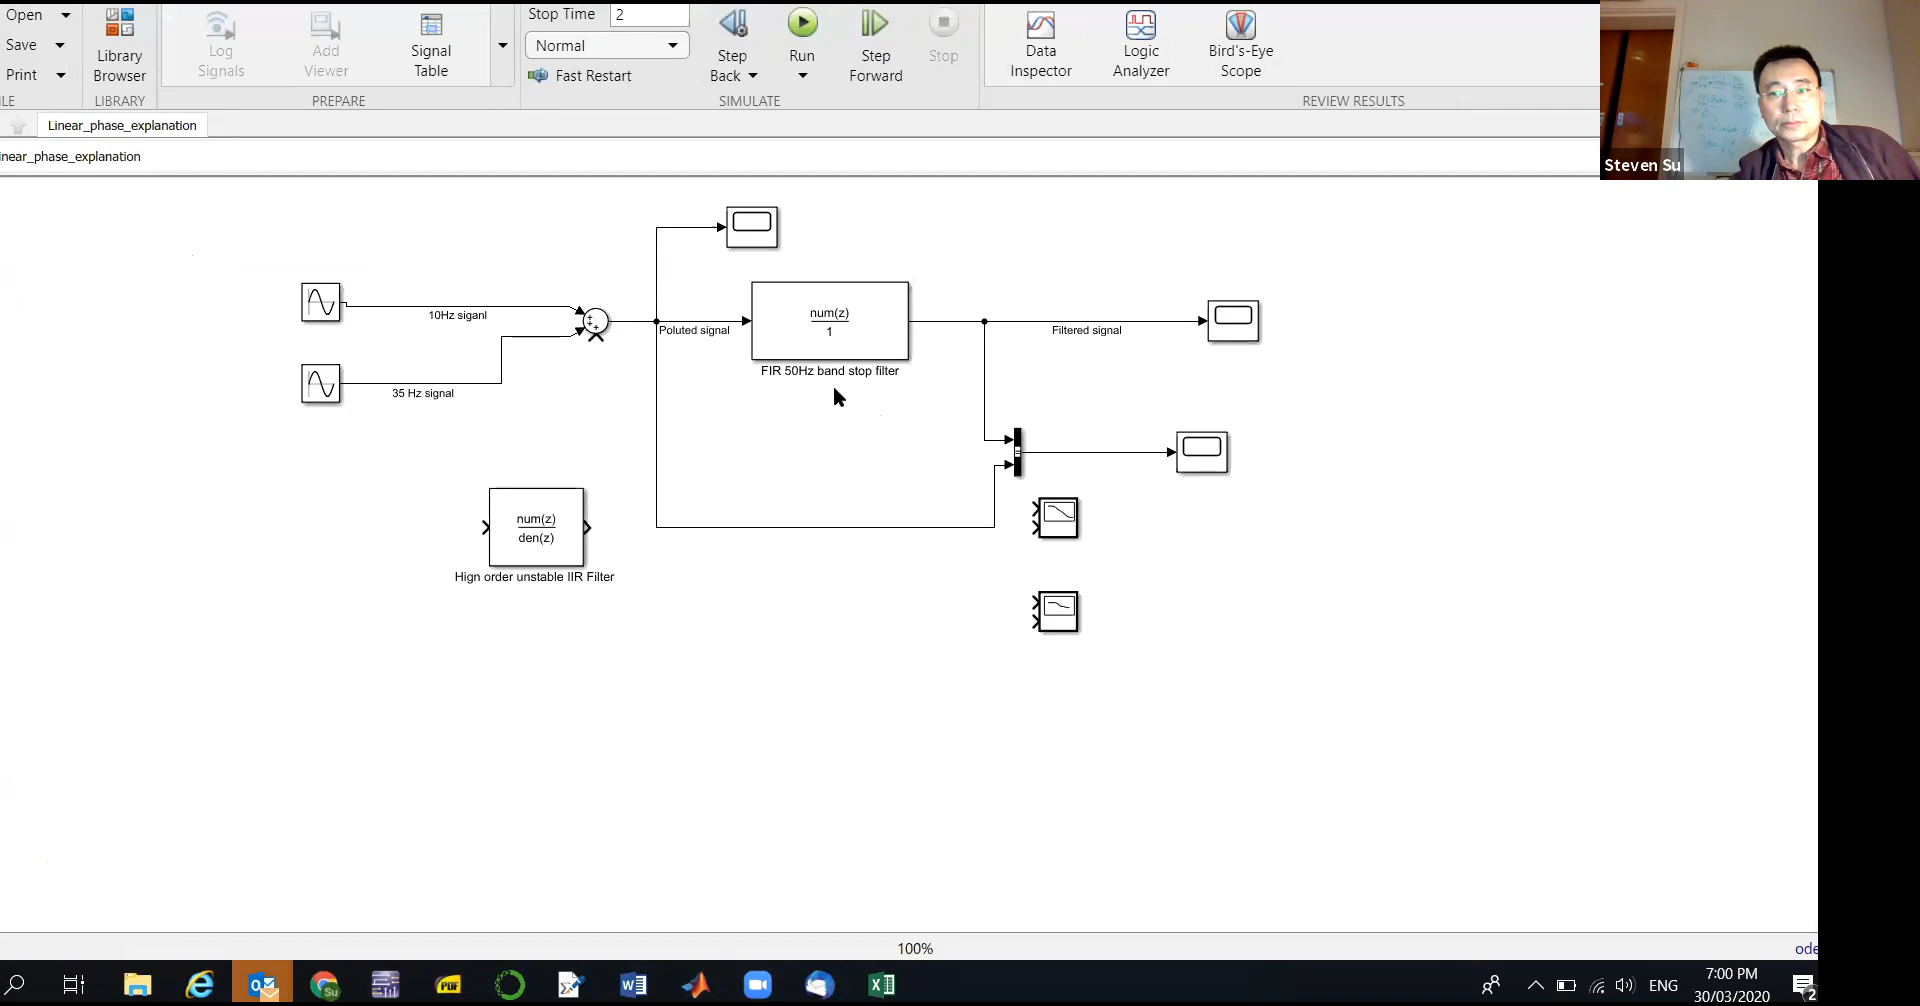 Open
Save
Print
LE
Library
Browser
LIBRARY
Log
Signals
Add
Viewer
Signal
Table
PREPARE
Stop Time 2
Normal
Fast Restart
Step
Back
Run
Step
Forward
Stop
SIMULATE
Data
Inspector
Logic
Analyzer
Bird's-Eye
Scope
REVIEW RESULTS
Steven Su
Linear_phase_explanation
inear_phase_explanation
10Hz siganl
35 Hz signal
Poluted signal
num(z)
1
FIR 50Hz band stop filter
Filtered signal
num(z)
den(z)
Hign order unstable IIR Filter
100%
ode
Su
PDF
ENG
7:00 PM
30/03/2020
2